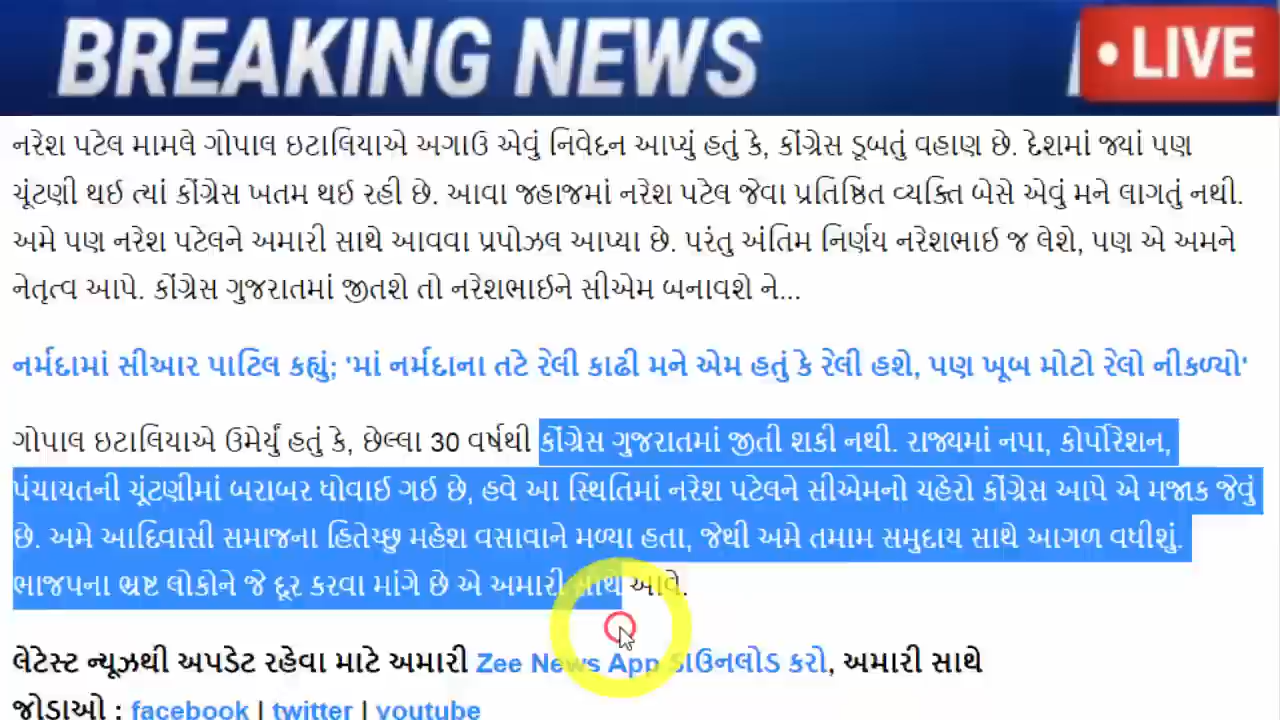 BREAKING NEWS
• LIVE
નરેશ પટેલ મામલે ગોપાલ ઇટાલિયાએ અગાઉ એવું નિવેદન આપ્યું હતું કે, કોંગ્રેસ ડૂબતું વહાણ છે. દેશમાં જ્યાં પણ
ચૂંટણી થઈ ત્યાં કોંગ્રેસ ખતમ થઈ રહી છે. આવા જહાજમાં નરેશ પટેલ જેવા પ્રતિષ્ઠિત વ્યક્તિ બેસે એવું મને લાગતું નથી.
અમે પણ નરેશ પટેલને અમારી સાથે આવવા પ્રપોઝલ આપ્યા છે. પરંતુ અંતિમ નિર્ણય નરેશભાઈ જ લેશે, પણ એ અમને
નેતૃત્વ આપે. કોંગ્રેસ ગુજરાતમાં જીતશે તો નરેશભાઈને સીએમ બનાવશે ને...
નર્મદામાં સીઆર પાટિલ કહ્યું; 'માં નર્મદાના તટે રેલી કાઢી મને એમ હતું કે રેલી હશે, પણ ખૂબ મોટો રેલો નીકળ્યો'
ગોપાલ ઇટાલિયાએ ઉમેર્યું હતું કે, છેલ્લા 30 વર્ષથી કોંગ્રેસ ગુજરાતમાં જીતી શકી નથી. રાજ્યમાં નપા, કોર્પોરેશન,
પંચાયતની ચૂંટણીમાં બરાબર ધોવાઈ ગઈ છે, હવે આ સ્થિતિમાં નરેશ પટેલને સીએમનો ચહેરો કોંગ્રેસ આપે એ મજાક જેવું
છે. અમે આદિવાસી સમાજના હિતેચ્છુ મહેશ વસાવાને મળ્યા હતા, જેથી અમે તમામ સમુદાય સાથે આગળ વધીશું.
ભાજપના ભ્રષ્ટ લોકોને જે દૂર કરવા માંગે છે એ અમારી સાથે આવે.
લેટેસ્ટ ન્યૂઝથી અપડેટ રહેવા માટે અમારી Zee News App ડાઉનલોડ કરો, અમારી સાથે
જોડાઓ : facebook | twitter | youtube